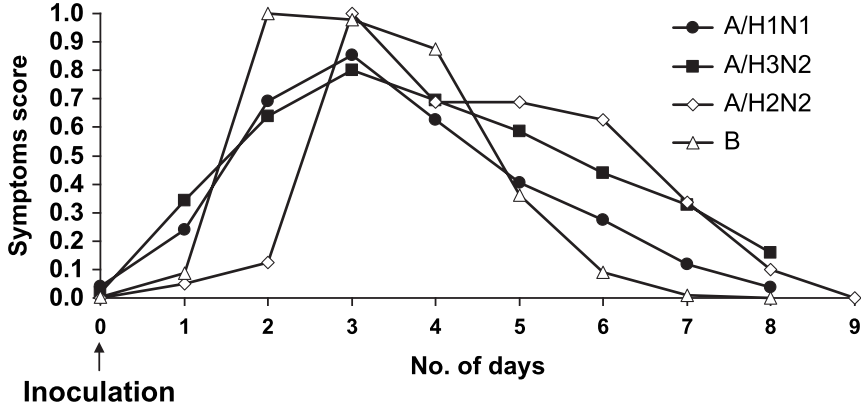 Symptoms score
1.0
0.9
0.8
0.7
0.6
0.5
0.4
0.3
0.2
0.1
0.0
A/H1N1
A/H3N2
A/H2N2
B
0 1 2 3 4 5 6 7 8 9
No. of days
Inoculation